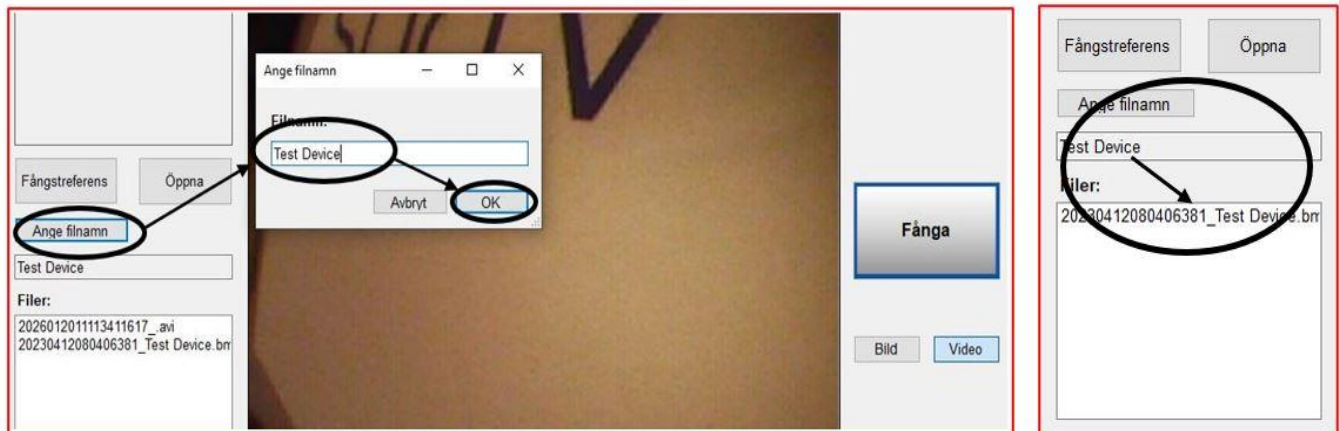 Ange filnamn
Filnamn:
Test Device
Avbryt
OK
Fångstreferens
Öppna
Ange filnamn
Test Device
Filer:
2026012011113411617_.avi
20230412080406381_Test Device.bm
Fånga
Bild
Video
Fångstreferens
Öppna
Ange filnamn
Test Device
Filer:
20230412080406381_Test Device.bm